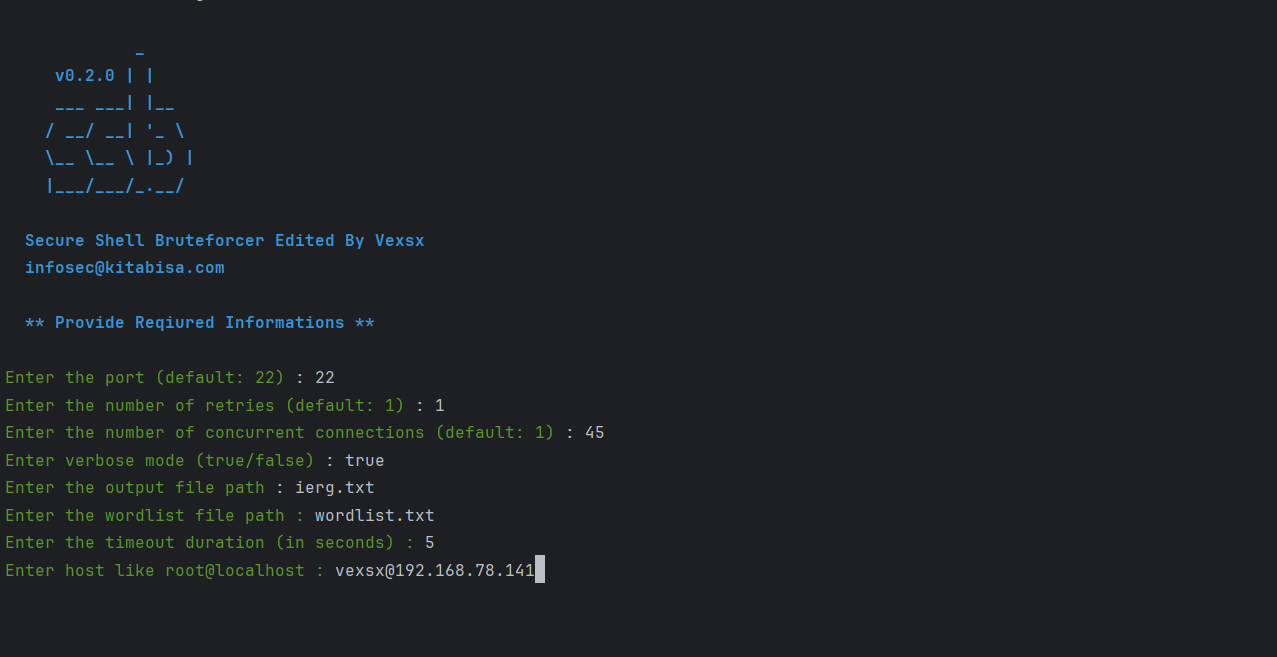 _
v0.2.0 | |
___ ___| |__
/ __/ __| '_ \
\__ \__ \ |_) |
|___/___/_.__/
Secure Shell Bruteforcer Edited By Vexsx
infosec@kitabisa.com
** Provide Reqiured Informations **
Enter the port (default: 22) : 22
Enter the number of retries (default: 1) : 1
Enter the number of concurrent connections (default: 1) : 45
Enter verbose mode (true/false) : true
Enter the output file path : ierg.txt
Enter the wordlist file path : wordlist.txt
Enter the timeout duration (in seconds) : 5
Enter host like root@localhost : vexsx@192.168.78.141